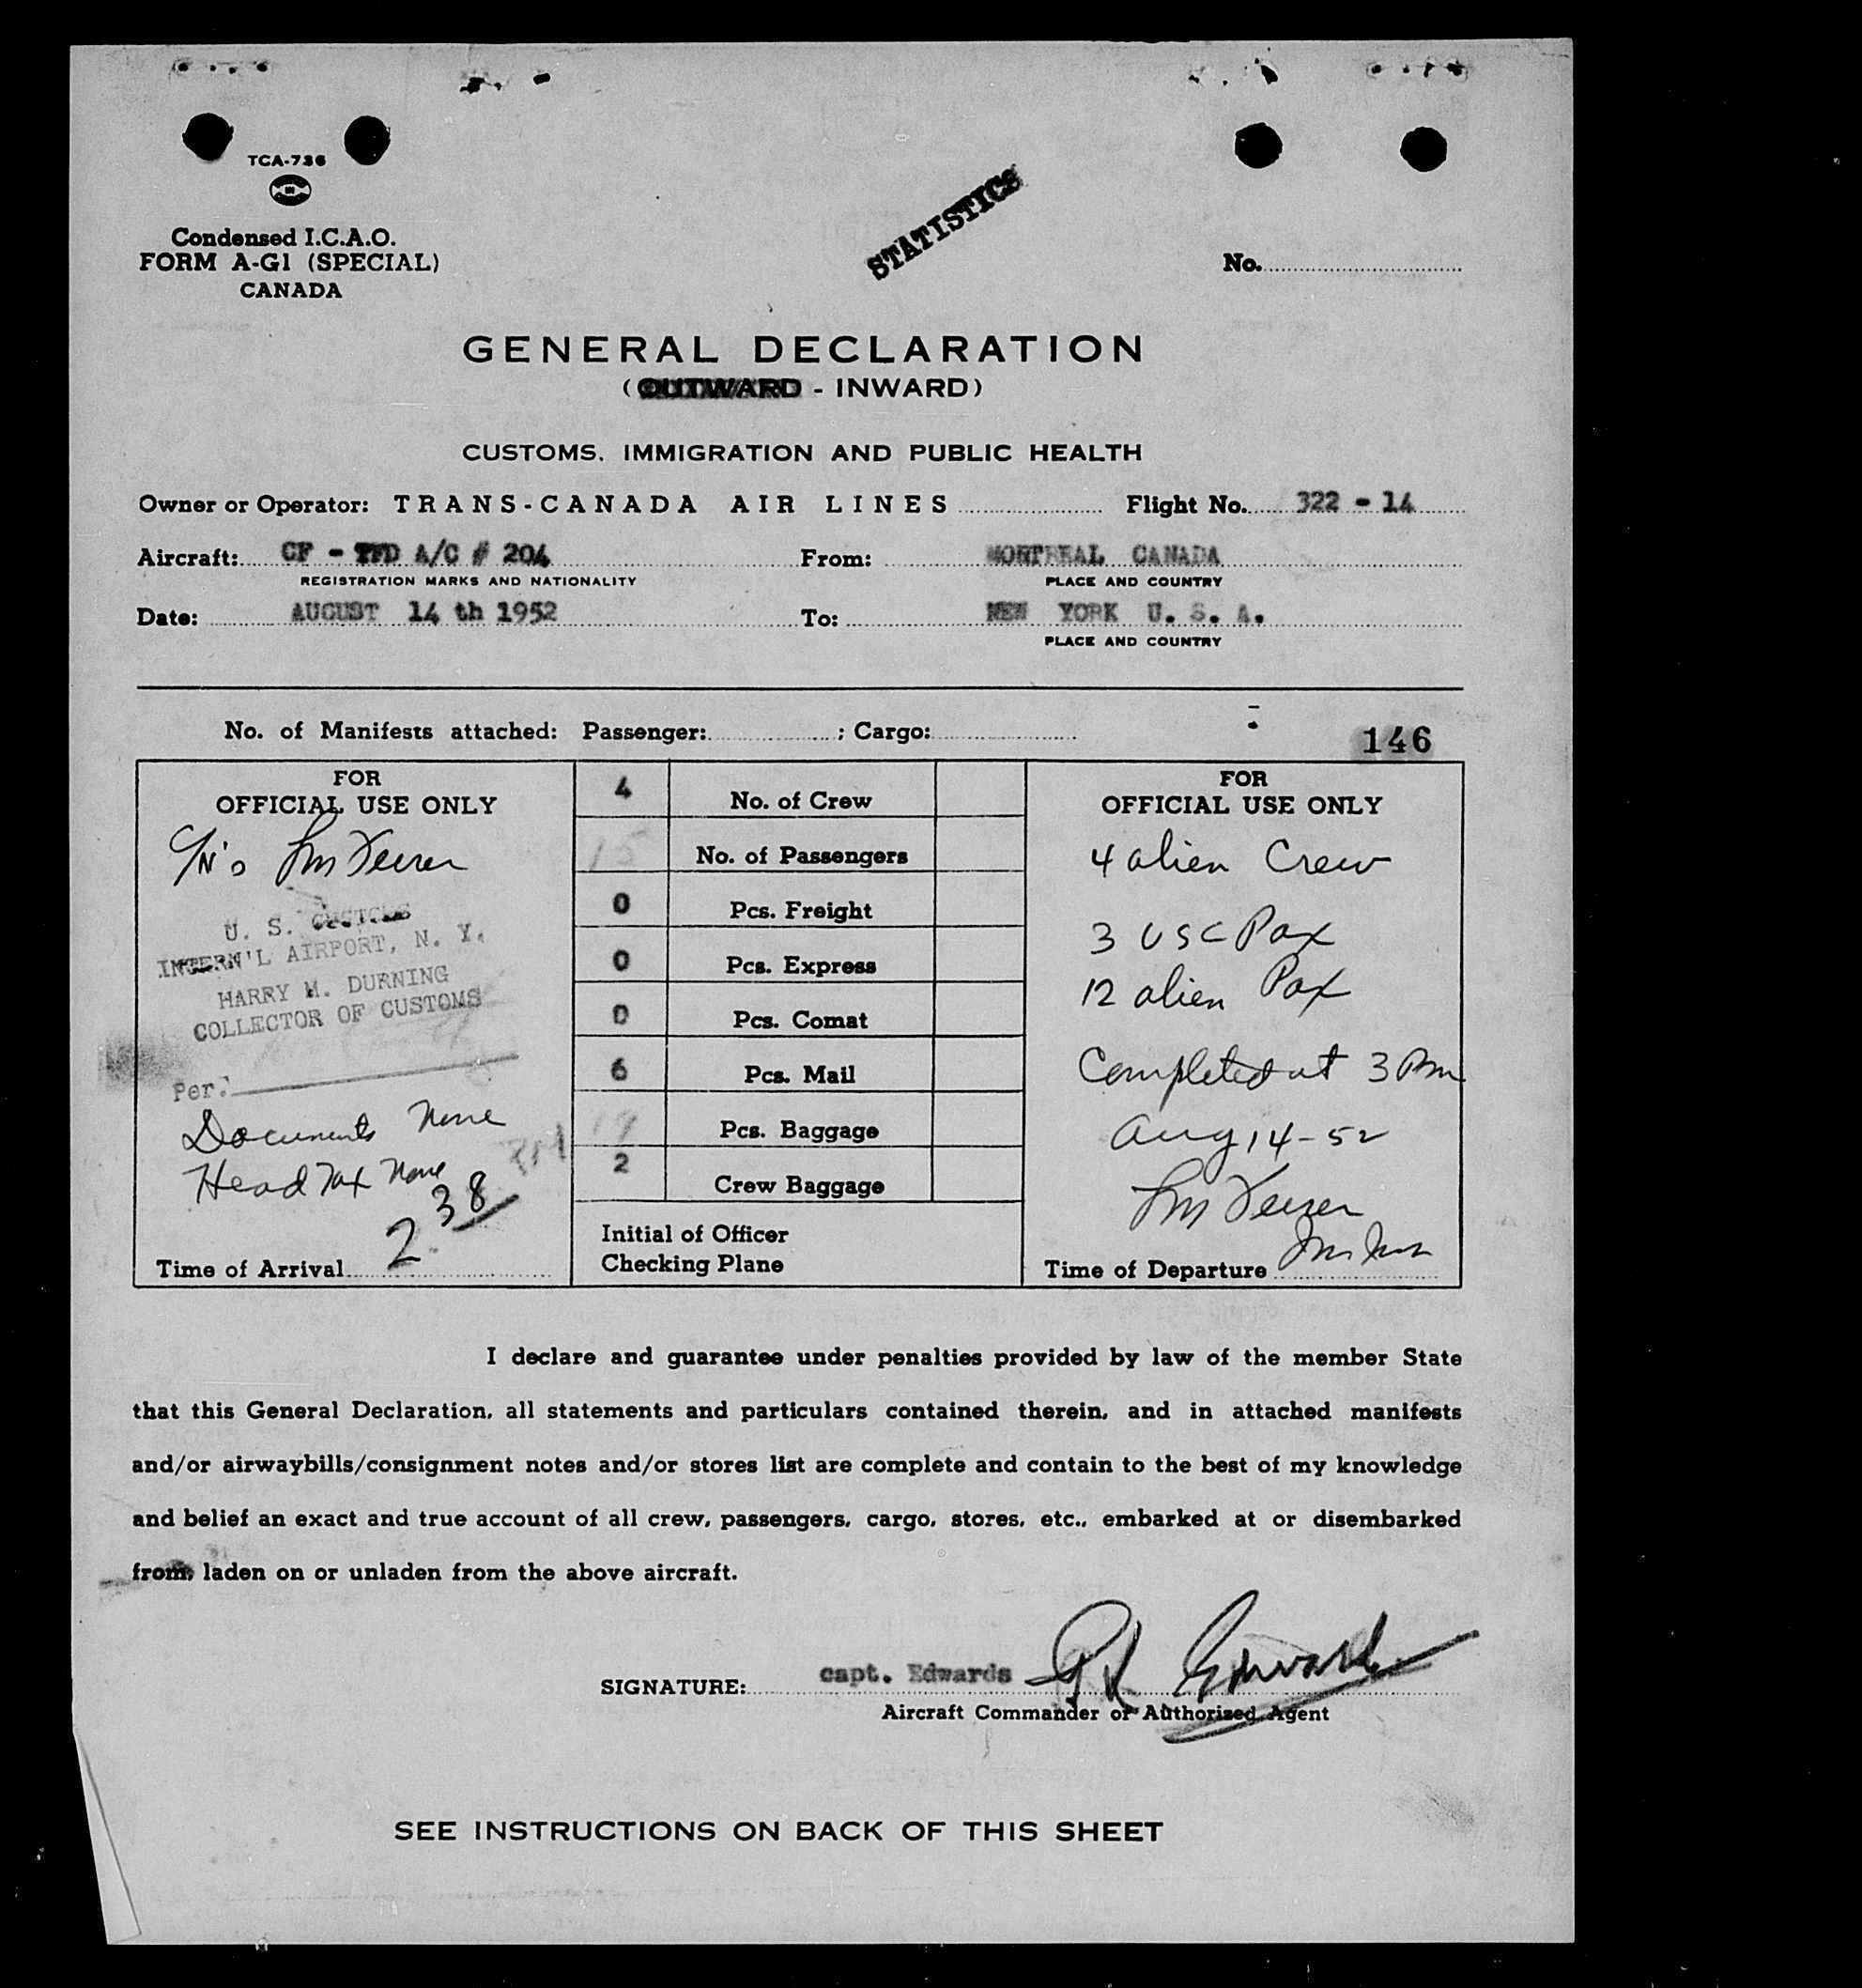 TCA-736
Condensed I.C.A.O.
FORM A-G1 (SPECIAL)
CANADA
STATISTICS
No.
GENERAL DECLARATION
(OUTWARD - INWARD)
CUSTOMS, IMMIGRATION AND PUBLIC HEALTH
Owner or Operator: TRANS-CANADA AIR LINES Flight No. 322 - 14
Aircraft: CF - TFD A/C # 204 From: MONTREAL CANADA
REGISTRATION MARKS AND NATIONALITY PLACE AND COUNTRY
Date: AUGUST 14 th 1952 To: NEW YORK U. S. A.
PLACE AND COUNTRY
No. of Manifests attached: Passenger: ; Cargo:
146
FOR
OFFICIAL USE ONLY
U. S. CUSTOMS
INTERN'L AIRPORT, N. Y.
HARRY M. DURNING
COLLECTOR OF CUSTOMS
Per:
Documents None
Head Tax None
2 38
Time of Arrival
4 No. of Crew
15 No. of Passengers
0 Pcs. Freight
0 Pcs. Express
0 Pcs. Comat
6 Pcs. Mail
19 Pcs. Baggage
2 Crew Baggage
Initial of Officer
Checking Plane
FOR
OFFICIAL USE ONLY
4 alien Crew
3 USC Pax
12 alien Pax
Completed at 3 Pm
Aug 14-52
Time of Departure
I declare and guarantee under penalties provided by law of the member State
that this General Declaration, all statements and particulars contained therein, and in attached manifests
and/or airwaybills/consignment notes and/or stores list are complete and contain to the best of my knowledge
and belief an exact and true account of all crew, passengers, cargo, stores, etc., embarked at or disembarked
from, laden on or unladen from the above aircraft.
SIGNATURE: capt. Edwards GR Edwards
Aircraft Commander or Authorized Agent
SEE INSTRUCTIONS ON BACK OF THIS SHEET